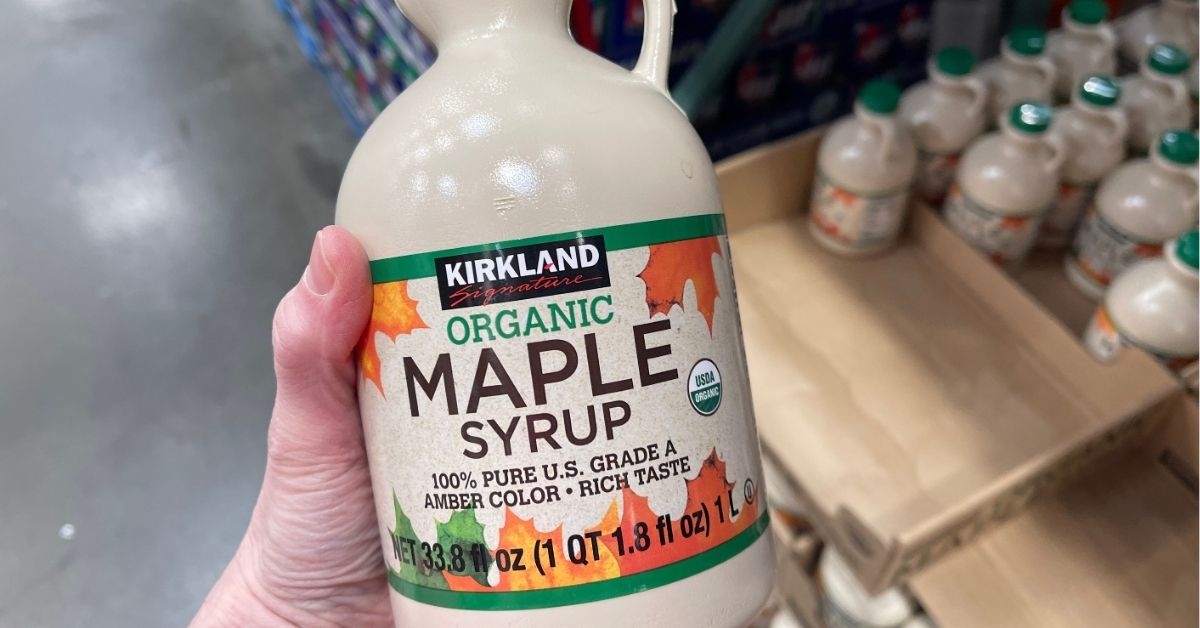 KIRKLAND
Signature
ORGANIC
MAPLE
SYRUP
USDA
ORGANIC
100% PURE U.S. GRADE A
AMBER COLOR • RICH TASTE
NET 33.8 fl oz (1 QT 1.8 fl oz) 1 L
U